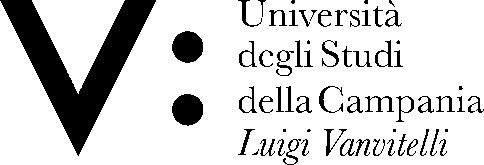 V:
Università
degli Studi
della Campania
Luigi Vanvitelli